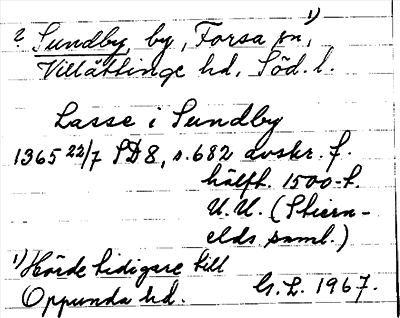 ? Sundby, by, Forsa sn, 1)
Villåttinge hd, Söd. l.
Lasse i Sundby
1365 22/7 SD 8, s. 682 avskr. f.
hälft. 1500-t.
U.U. (Stiern-
elds saml.)
1) Hörde tidigare till
Oppunda hd.
G.L. 1967.